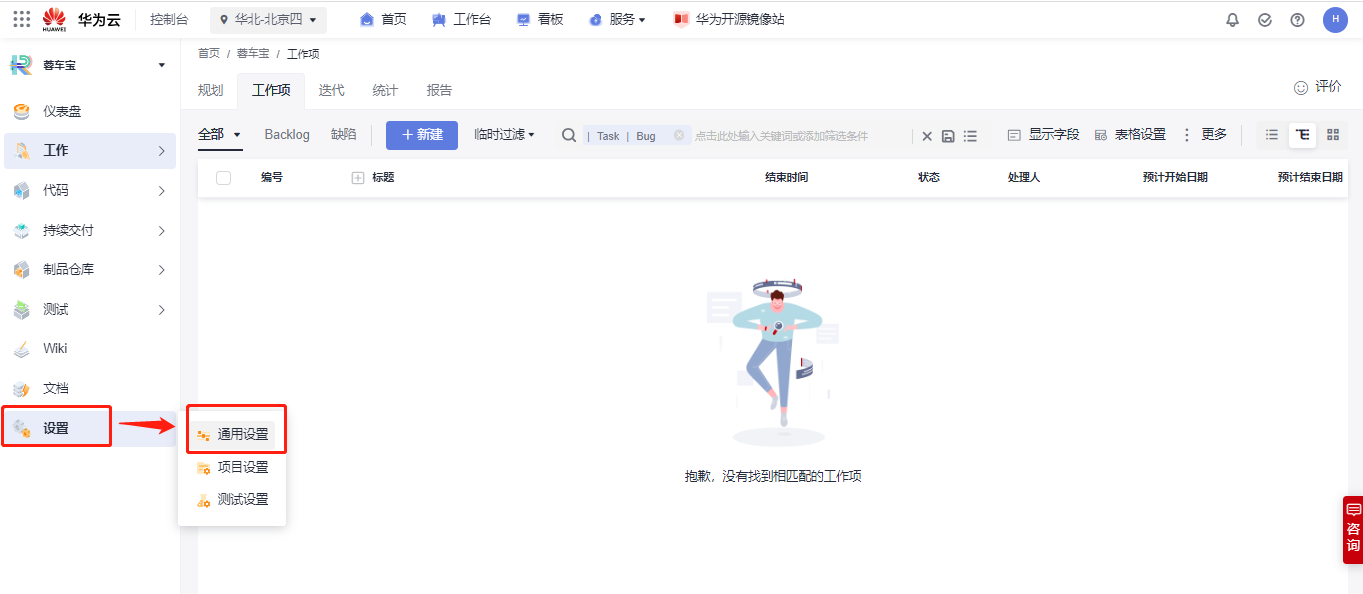 HUAWEI
华为云
控制台
华北-北京四
首页
工作台
看板
服务
华为开源镜像站
H
蓉车宝
首页 / 蓉车宝 / 工作项
规划
工作项
迭代
统计
报告
评价
仪表盘
工作
代码
持续交付
制品仓库
测试
Wiki
文档
设置
全部
Backlog
缺陷
新建
临时过滤
| Task | Bug
点击此处输入关键词或添加筛选条件
显示字段
表格设置
更多
编号
标题
结束时间
状态
处理人
预计开始日期
预计结束日期
通用设置
项目设置
测试设置
抱歉，没有找到相匹配的工作项
咨询